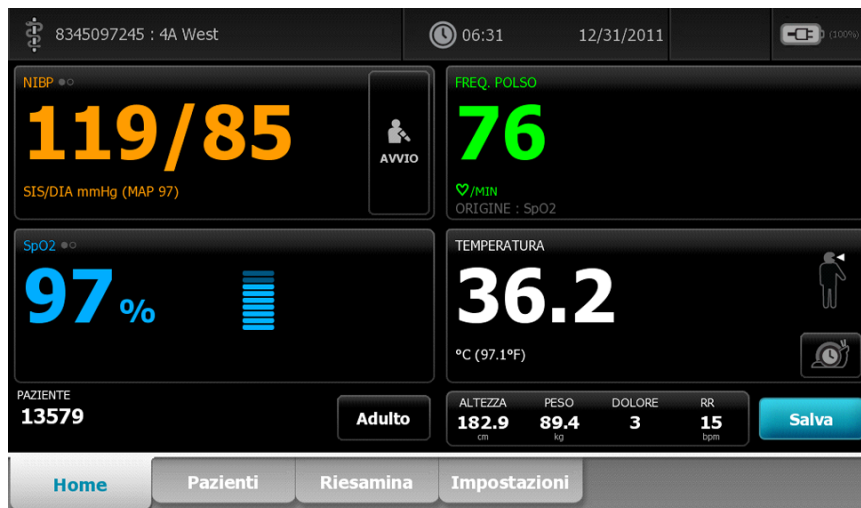 8345097245 : 4A West
06:31
12/31/2011
(100%)
NIBP
119/85
SIS/DIA mmHg (MAP 97)
AVVIO
FREQ. POLSO
76
/MIN
ORIGINE : SpO2
SpO2
97 %
TEMPERATURA
36.2
°C (97.1°F)
PAZIENTE
13579
Adulto
ALTEZZA PESO DOLORE RR
182.9 89.4 3 15
cm kg bpm
Salva
Home Pazienti Riesamina Impostazioni